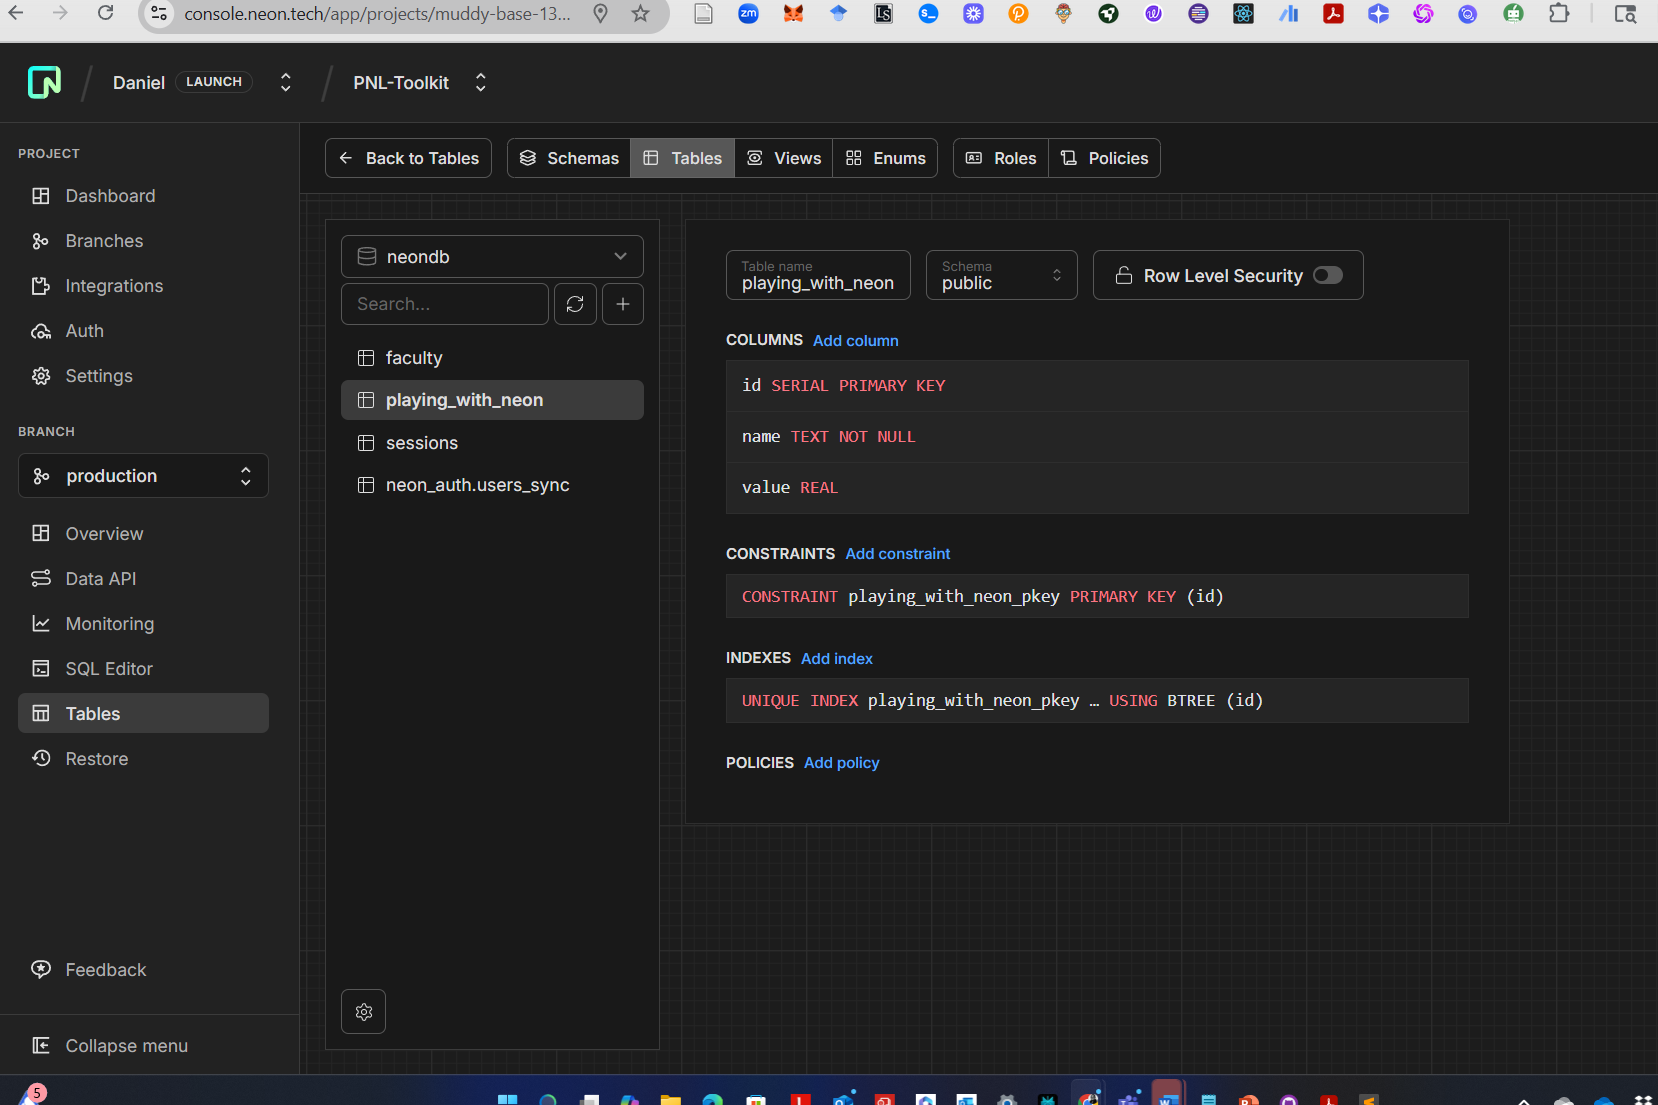 console.neon.tech/app/projects/muddy-base-13...
Daniel LAUNCH
PNL-Toolkit
PROJECT
Dashboard
Branches
Integrations
Auth
Settings
BRANCH
production
Overview
Data API
Monitoring
SQL Editor
Tables
Restore
Feedback
Collapse menu
Back to Tables
Schemas
Tables
Views
Enums
Roles
Policies
neondb
Search...
faculty
playing_with_neon
sessions
neon_auth.users_sync
Table name
playing_with_neon
Schema
public
Row Level Security
COLUMNS Add column
id SERIAL PRIMARY KEY
name TEXT NOT NULL
value REAL
CONSTRAINTS Add constraint
CONSTRAINT playing_with_neon_pkey PRIMARY KEY (id)
INDEXES Add index
UNIQUE INDEX playing_with_neon_pkey … USING BTREE (id)
POLICIES Add policy
5